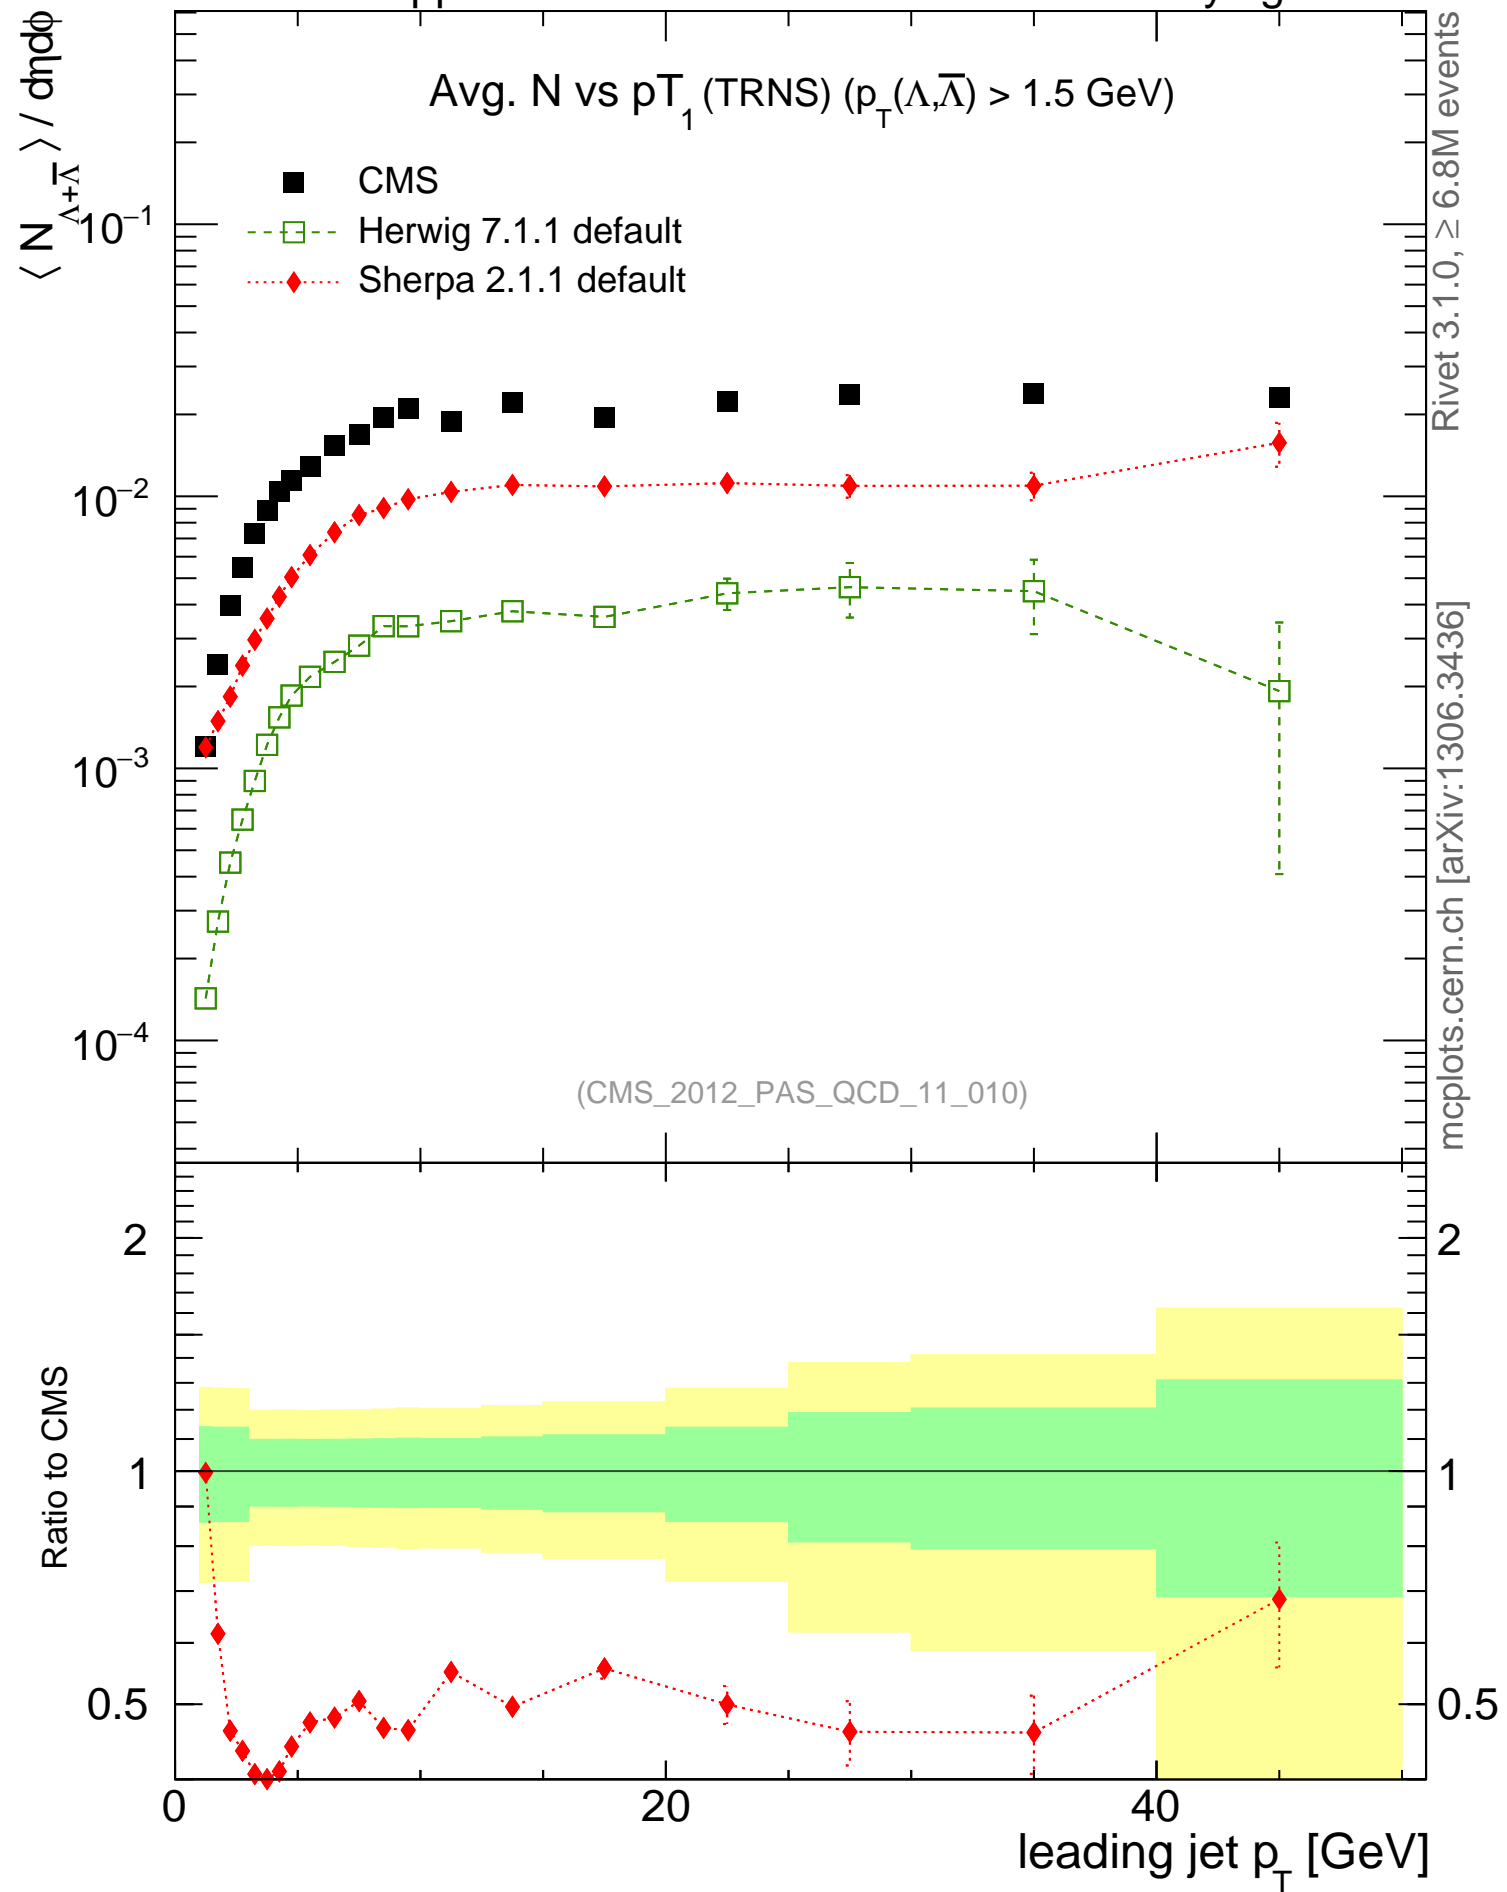 Avg. N vs pT₁ (TRNS) (p_T(Λ,Λ̅) > 1.5 GeV)
⟨ N_Λ+Λ̅ ⟩ / dηdϕ
CMS
Herwig 7.1.1 default
Sherpa 2.1.1 default
10⁻¹
10⁻²
10⁻³
10⁻⁴
(CMS_2012_PAS_QCD_11_010)
Rivet 3.1.0, ≥ 6.8M events
mcplots.cern.ch [arXiv:1306.3436]
Ratio to CMS
2
1
0.5
2
1
0.5
0 20 40
leading jet p_T [GeV]